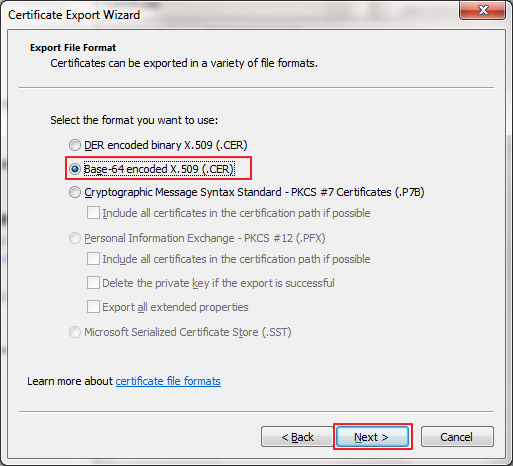 Certificate Export Wizard
Export File Format
Certificates can be exported in a variety of file formats.
Select the format you want to use:
DER encoded binary X.509 (.CER)
Base-64 encoded X.509 (.CER)
Cryptographic Message Syntax Standard - PKCS #7 Certificates (.P7B)
Include all certificates in the certification path if possible
Personal Information Exchange - PKCS #12 (.PFX)
Include all certificates in the certification path if possible
Delete the private key if the export is successful
Export all extended properties
Microsoft Serialized Certificate Store (.SST)
Learn more about certificate file formats
< Back Next > Cancel